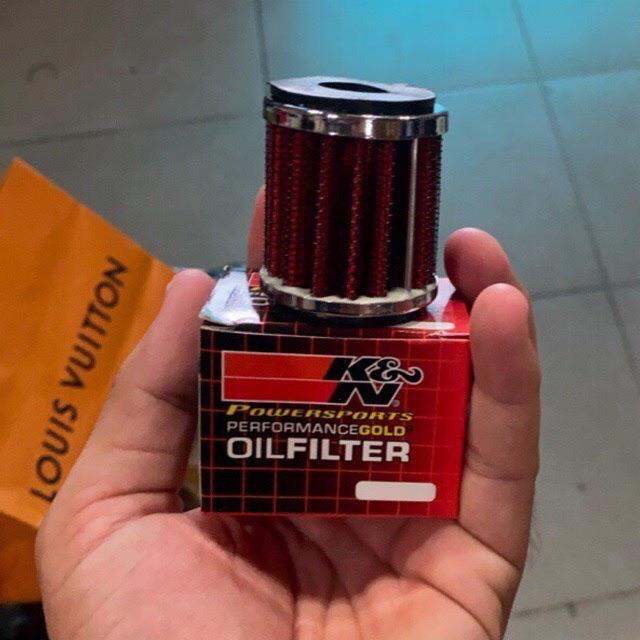 LOUIS VUITTON
K&N
POWERSPORTS
PERFORMANCEGOLD®
OILFILTER